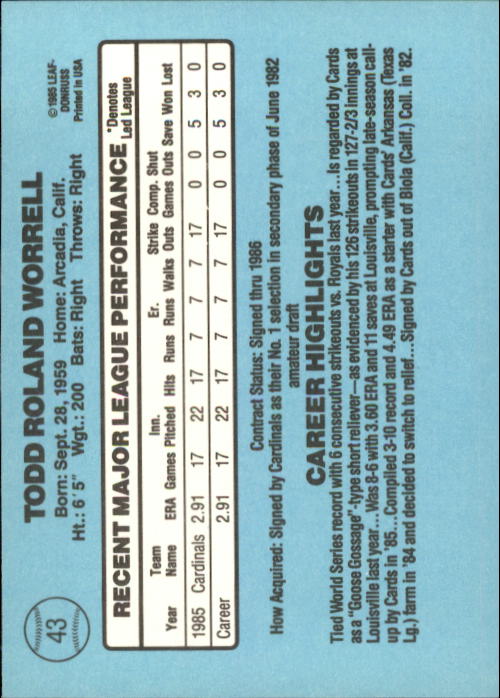 43
TODD ROLAND WORRELL
Born: Sept. 28, 1959 Home: Arcadia, Calif.
Ht.: 6'5" Wgt.: 200 Bats: Right Throws: Right
© 1985 LEAF-
DONRUSS
Printed in USA
RECENT MAJOR LEAGUE PERFORMANCE
*Denotes
Led League
Team Inn. Er. Strike Comp. Shut
Year Name ERA Games Pitched Hits Runs Runs Walks Outs Games Outs Save Won Lost
1985 Cardinals 2.91 17 22 17 7 7 7 17 0 0 5 3 0
Career 2.91 17 22 17 7 7 7 17 0 0 5 3 0
Contract Status: Signed thru 1986
How Acquired: Signed by Cardinals as their No. 1 selection in secondary phase of June 1982
amateur draft
CAREER HIGHLIGHTS
Tied World Series record with 6 consecutive strikeouts vs. Royals last year...Is regarded by Cards
as a "Goose Gossage"-type short reliever—as evidenced by his 126 strikeouts in 127-2/3 innings at
Louisville last year...Was 8-6 with 3.60 ERA and 11 saves at Louisville, prompting late-season call-
up by Cards in '85...Compiled 3-10 record and 4.49 ERA as a starter with Cards' Arkansas (Texas
Lg.) farm in '84 and decided to switch to relief...Signed by Cards out of Biola (Calif.) Coll. in '82.